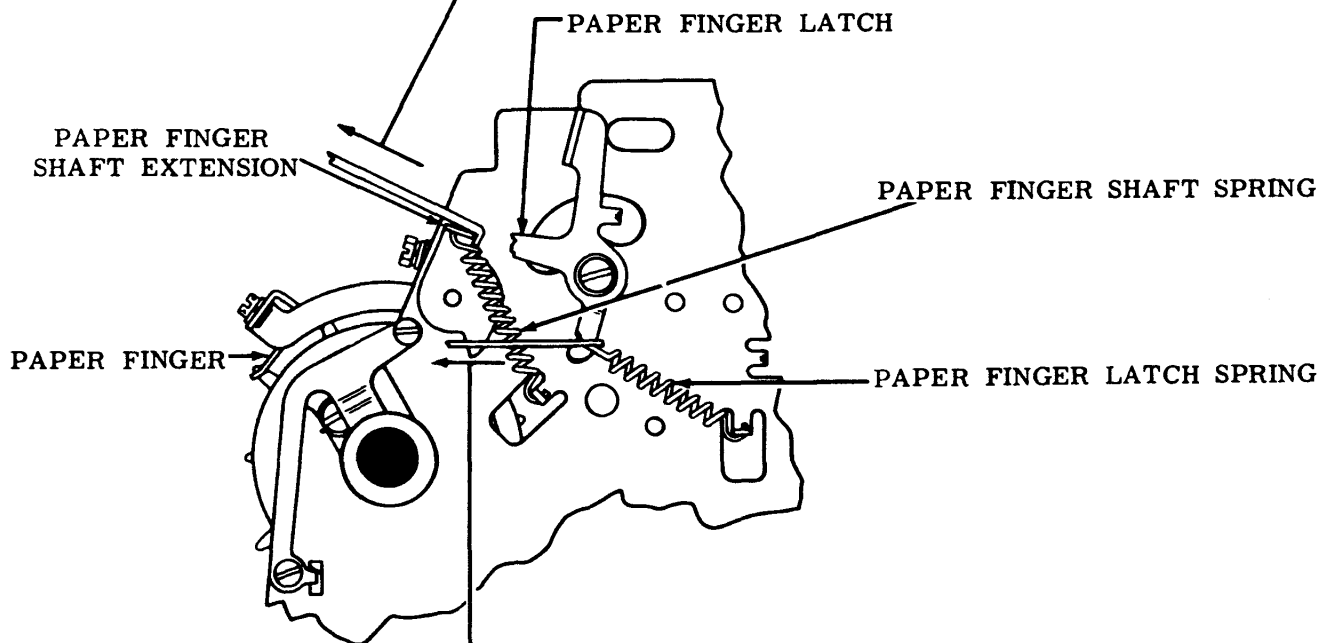 PAPER FINGER LATCH
PAPER FINGER
SHAFT EXTENSION
PAPER FINGER SHAFT SPRING
PAPER FINGER
PAPER FINGER LATCH SPRING